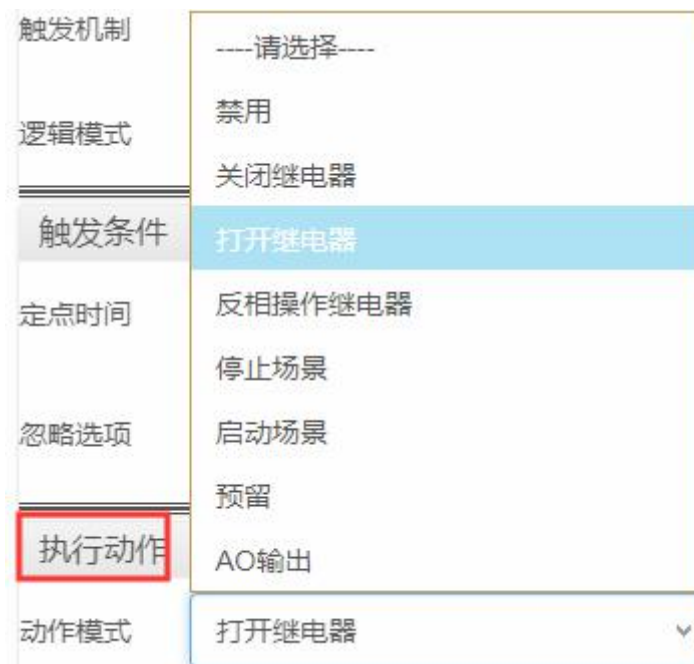 触发机制
----请选择----
禁用
逻辑模式
关闭继电器
触发条件
打开继电器
定点时间
反相操作继电器
停止场景
忽略选项
启动场景
预留
执行动作
AO输出
动作模式
打开继电器